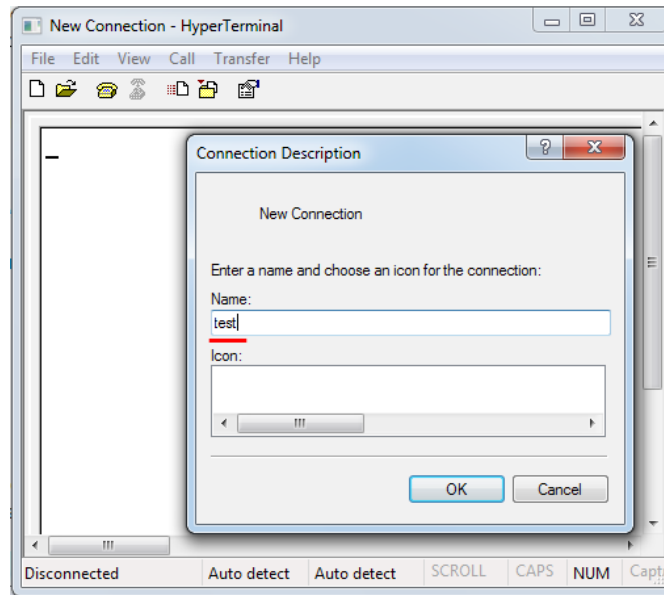 New Connection - HyperTerminal
File Edit View Call Transfer Help
Connection Description
New Connection
Enter a name and choose an icon for the connection:
Name:
test
Icon:
OK Cancel
Disconnected Auto detect Auto detect SCROLL CAPS NUM Capt